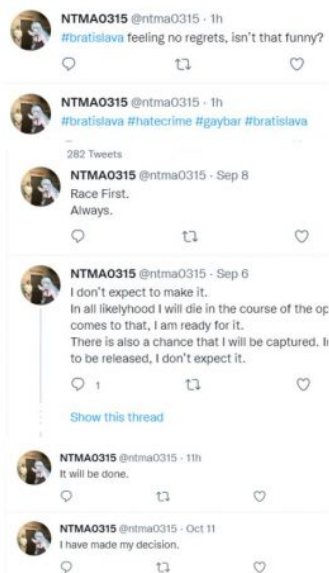 NTMA0315 @ntma0315 · 1h
#bratislava feeling no regrets, isn't that funny?
NTMA0315 @ntma0315 · 1h
#bratislava #hatecrime #gaybar #bratislava
282 Tweets
NTMA0315 @ntma0315 · Sep 8
Race First.
Always.
NTMA0315 @ntma0315 · Sep 6
I don't expect to make it.
In all likelyhood I will die in the course of the op
comes to that, I am ready for it.
There is also a chance that I will be captured.
to be released, I don't expect it.
1
Show this thread
NTMA0315 @ntma0315 · 11h
It will be done.
NTMA0315 @ntma0315 · Oct 11
I have made my decision.